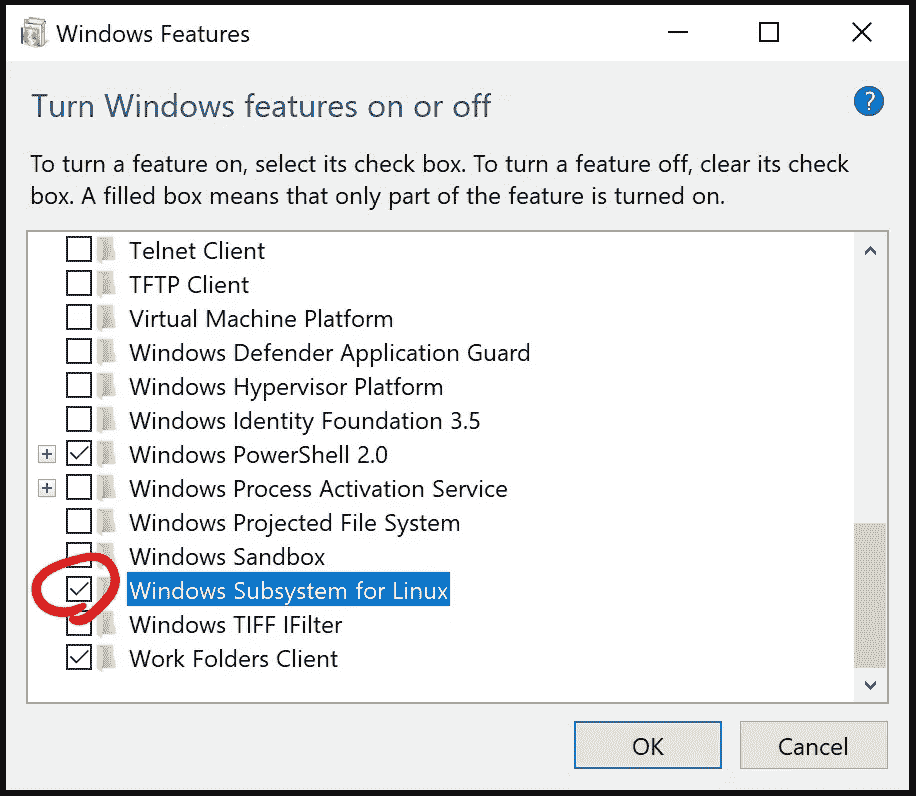 Windows Features
Turn Windows features on or off
?
To turn a feature on, select its check box. To turn a feature off, clear its check
box. A filled box means that only part of the feature is turned on.
Telnet Client
TFTP Client
Virtual Machine Platform
Windows Defender Application Guard
Windows Hypervisor Platform
Windows Identity Foundation 3.5
Windows PowerShell 2.0
Windows Process Activation Service
Windows Projected File System
Windows Sandbox
Windows Subsystem for Linux
Windows TIFF IFilter
Work Folders Client
OK
Cancel